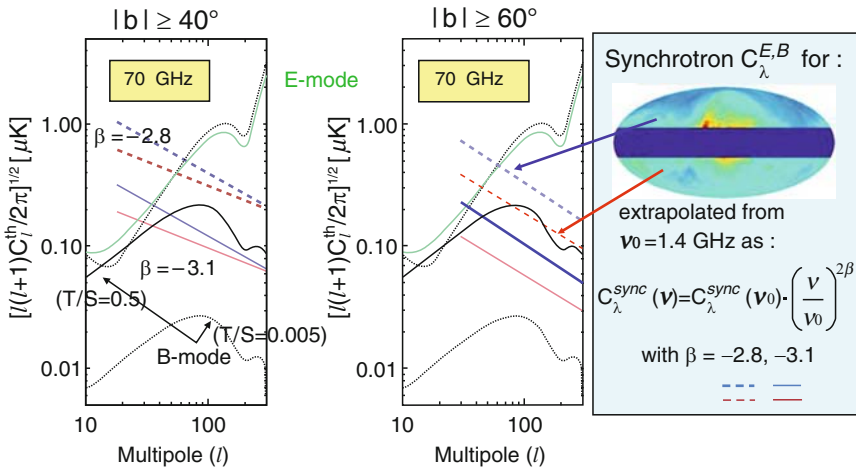 |b| ≥ 40°
|b| ≥ 60°
[l(l+1)C_l^th/2π]^1/2 [μK]
1.00
0.10
0.01
70 GHz
β = −2.8
β = −3.1
(T/S=0.5)
(T/S=0.005)
B-mode
10
100
Multipole (l)
E-mode
[l(l+1)C_l^th/2π]^1/2 [μK]
1.00
0.10
0.01
70 GHz
10
100
Multipole (l)
Synchrotron C_λ^E,B for :
extrapolated from
ν₀=1.4 GHz as :
C_λ^sync (ν)=C_λ^sync (ν₀)·(ν/ν₀)^2β
with β = −2.8, −3.1